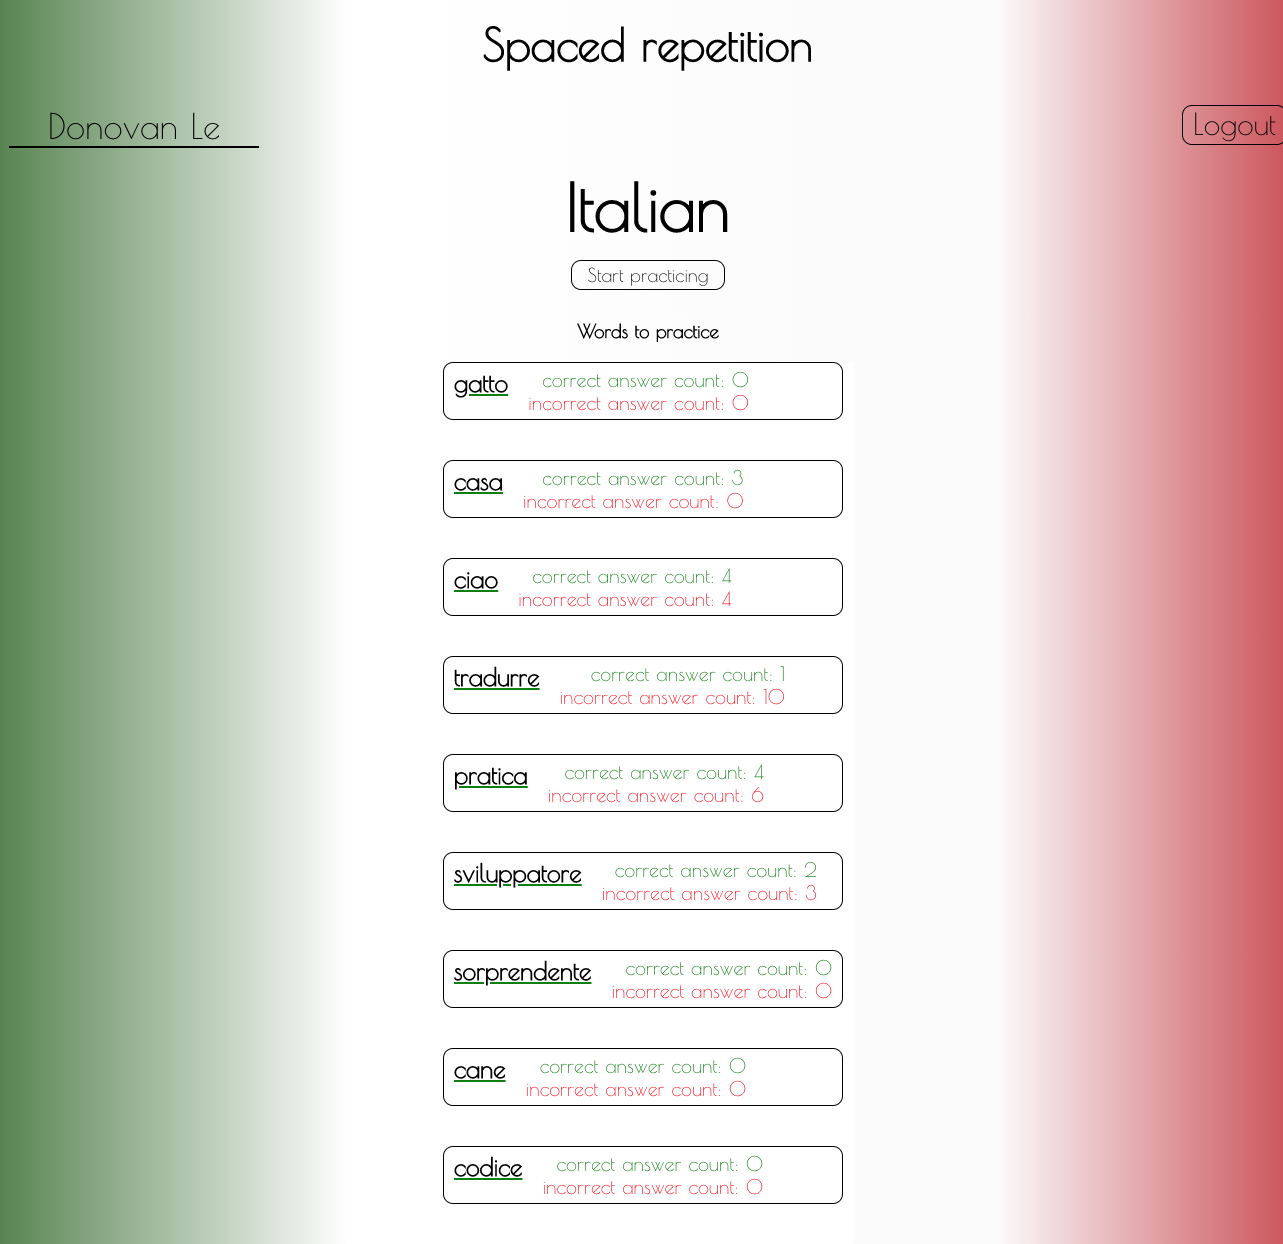 Spaced repetition
Donovan Le
Logout
Italian
Start practicing
Words to practice
gatto
correct answer count: 0
incorrect answer count: 0
casa
correct answer count: 3
incorrect answer count: 0
ciao
correct answer count: 4
incorrect answer count: 4
tradurre
correct answer count: 1
incorrect answer count: 10
pratica
correct answer count: 4
incorrect answer count: 6
sviluppatore
correct answer count: 2
incorrect answer count: 3
sorprendente
correct answer count: 0
incorrect answer count: 0
cane
correct answer count: 0
incorrect answer count: 0
codice
correct answer count: 0
incorrect answer count: 0